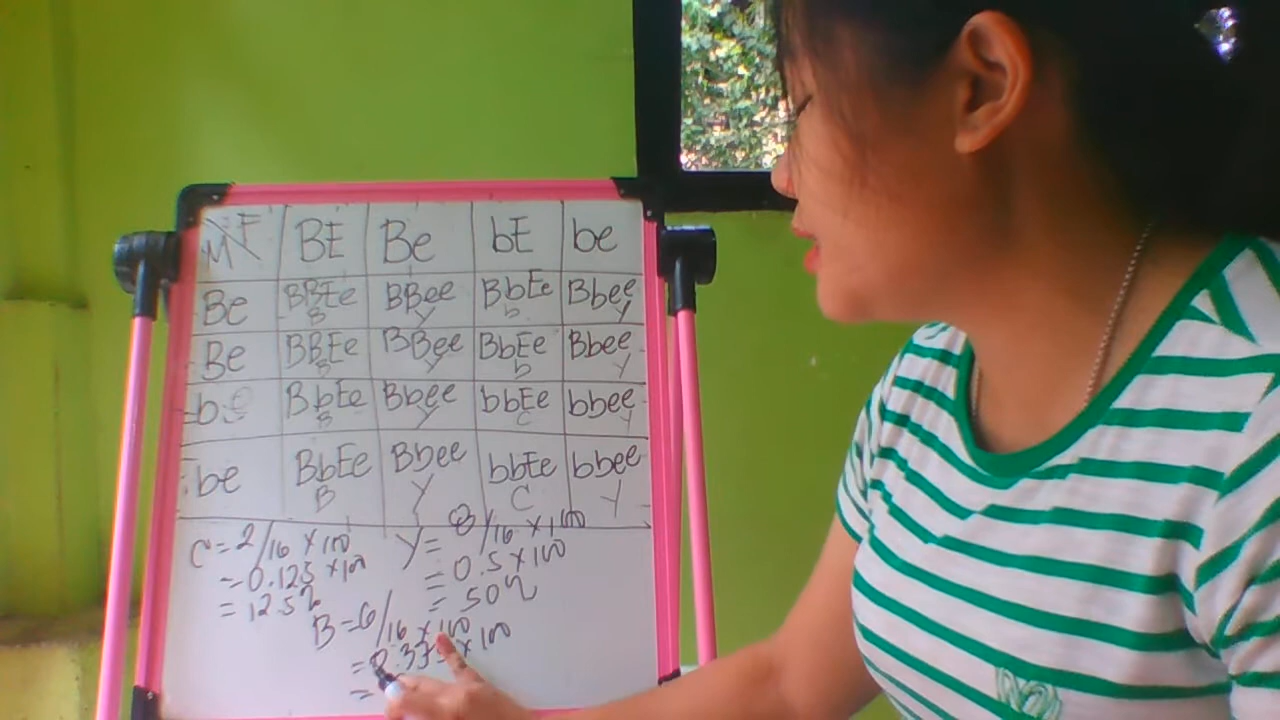 M F BE Be bE be
Be BBEe BBee BbEe Bbee
B Y b Y
Be BBEe BBee BbEe Bbee
B Y b Y
be BbEe Bbee bbEe bbee
B Y C Y
be BbEe Bbee bbEe bbee
B Y C Y
C = 2/16 x 100
= 0.125 x 100
= 12.5%
Y = 8/16 x 100
= 0.5 x 100
= 50%
B = 6/16 x 100
= 0.375 x 100
=